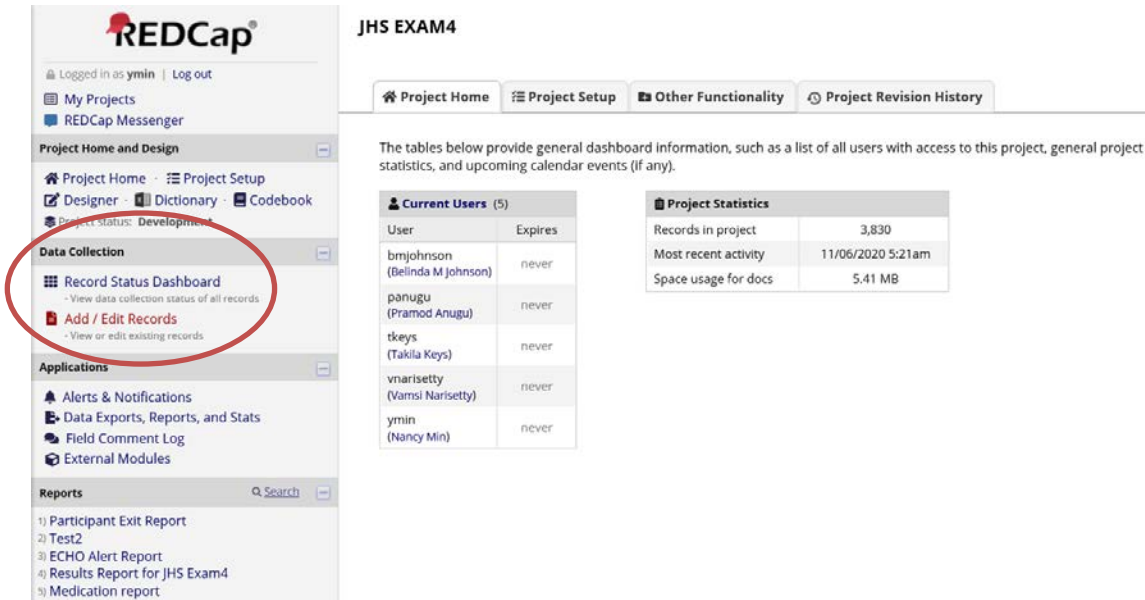 REDCap®
Logged in as ymin | Log out
My Projects
REDCap Messenger
Project Home and Design
Project Home · Project Setup
Designer · Dictionary · Codebook
Project status: Development
Data Collection
Record Status Dashboard
- View data collection status of all records
Add / Edit Records
- View or edit existing records
Applications
Alerts & Notifications
Data Exports, Reports, and Stats
Field Comment Log
External Modules
Reports Search
1) Participant Exit Report
2) Test2
3) ECHO Alert Report
4) Results Report for JHS Exam4
5) Medication report
JHS EXAM4
Project Home Project Setup Other Functionality Project Revision History
The tables below provide general dashboard information, such as a list of all users with access to this project, general project
statistics, and upcoming calendar events (if any).
Current Users (5)
User Expires
bmjohnson
(Belinda M Johnson) never
panugu
(Pramod Anugu) never
tkeys
(Takila Keys) never
vnarisetty
(Vamsi Narisetty) never
ymin
(Nancy Min) never
Project Statistics
Records in project 3,830
Most recent activity 11/06/2020 5:21am
Space usage for docs 5.41 MB